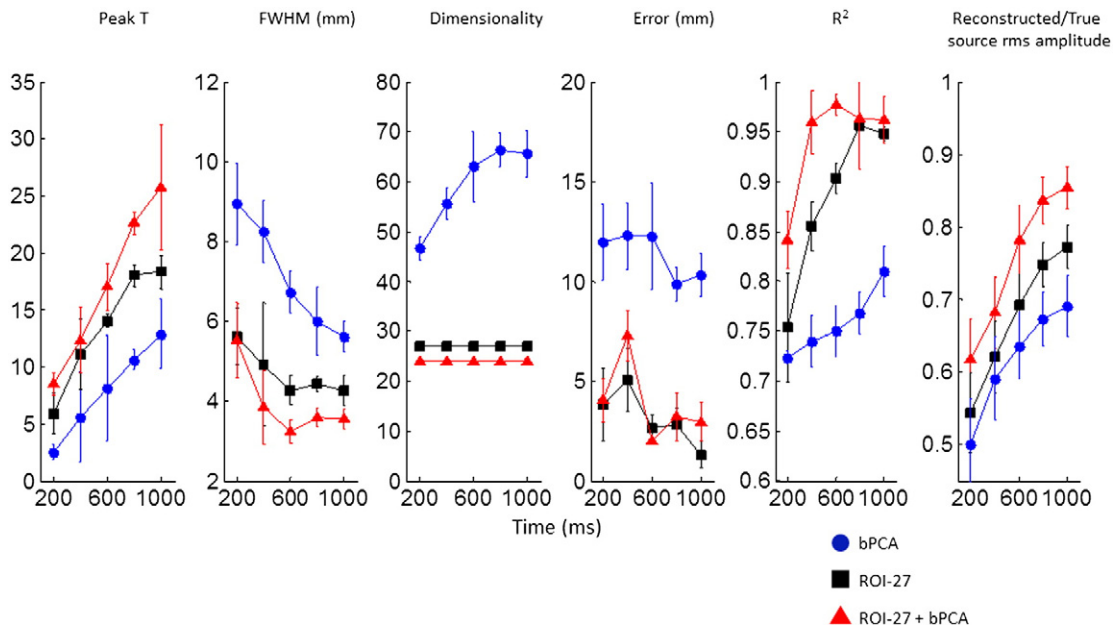 Peak T
FWHM (mm)
Dimensionality
Error (mm)
R²
Reconstructed/True
source rms amplitude
35
30
25
20
15
10
5
0
200 600 1000
12
10
8
6
4
2
200 600 1000
80
70
60
50
40
30
20
10
0
200 600 1000
20
15
10
5
0
200 600 1000
1
0.95
0.9
0.85
0.8
0.75
0.7
0.65
0.6
200 600 1000
1
0.9
0.8
0.7
0.6
0.5
200 600 1000
Time (ms)
bPCA
ROI-27
ROI-27 + bPCA